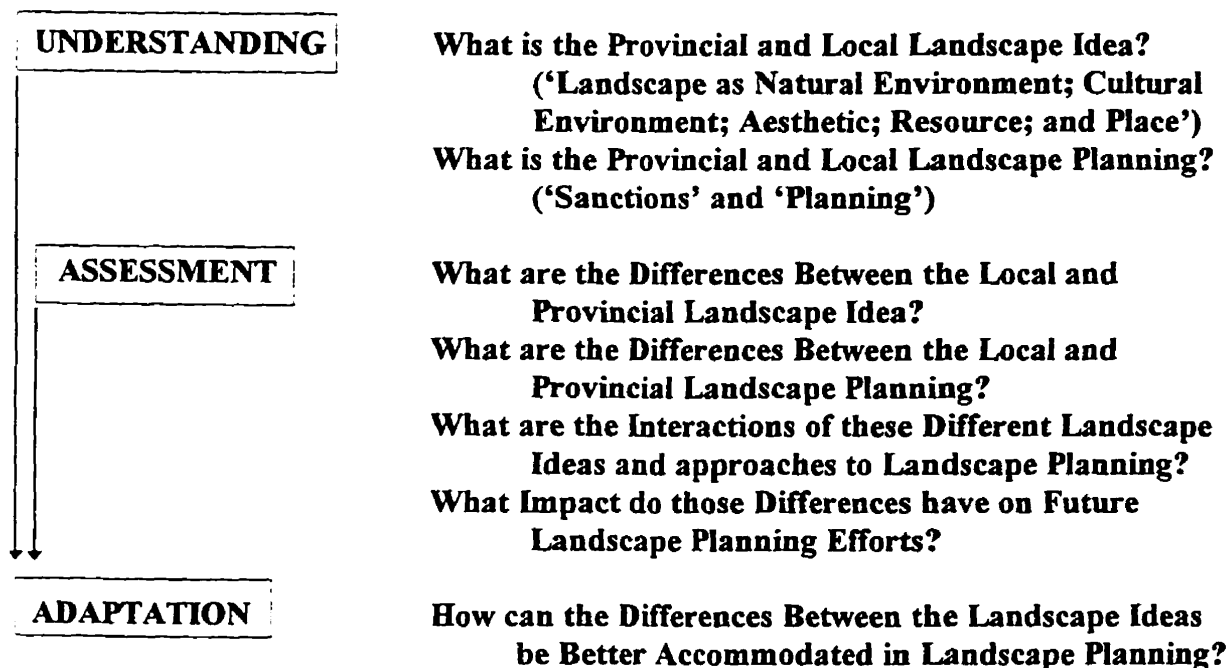 UNDERSTANDING
What is the Provincial and Local Landscape Idea?
('Landscape as Natural Environment; Cultural
Environment; Aesthetic; Resource; and Place')
What is the Provincial and Local Landscape Planning?
('Sanctions' and 'Planning')
ASSESSMENT
What are the Differences Between the Local and
Provincial Landscape Idea?
What are the Differences Between the Local and
Provincial Landscape Planning?
What are the Interactions of these Different Landscape
Ideas and approaches to Landscape Planning?
What Impact do those Differences have on Future
Landscape Planning Efforts?
ADAPTATION
How can the Differences Between the Landscape Ideas
be Better Accommodated in Landscape Planning?